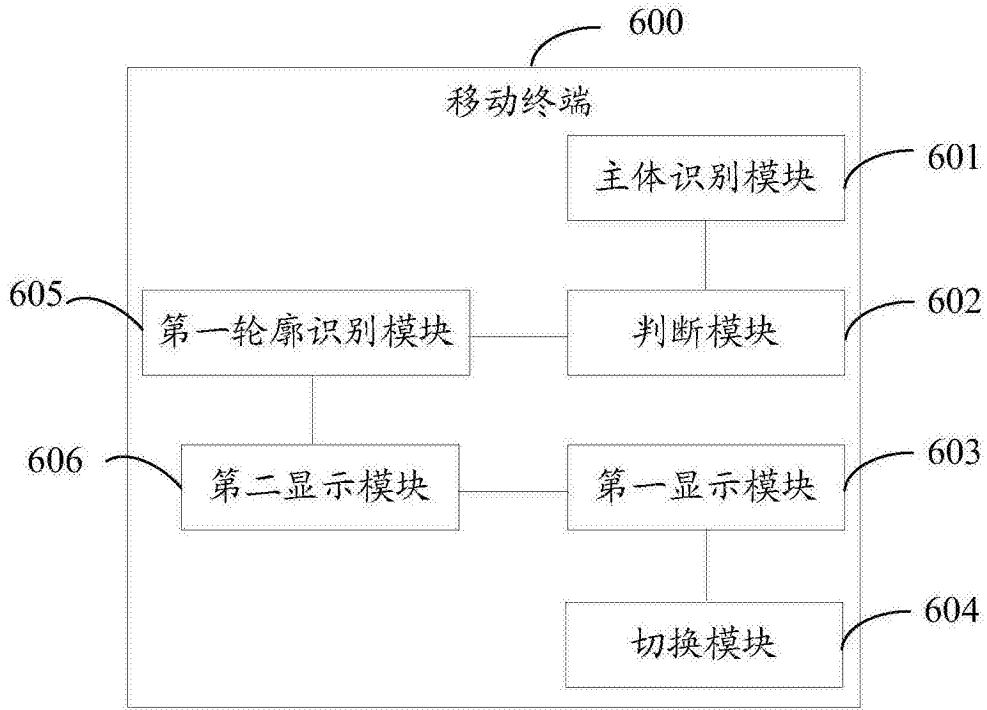 600
移动终端
主体识别模块
601
605
第一轮廓识别模块
判断模块
602
606
第二显示模块
第一显示模块
603
切换模块
604